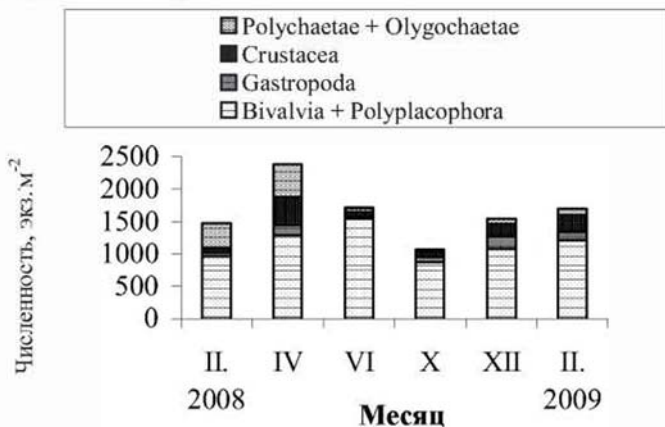 Polychaetae + Olygochaetae
Crustacea
Gastropoda
Bivalvia + Polyplacophora
Численность, экз.м⁻²
2500
2000
1500
1000
500
0
II. IV VI X XII II.
2008 2009
Месяц